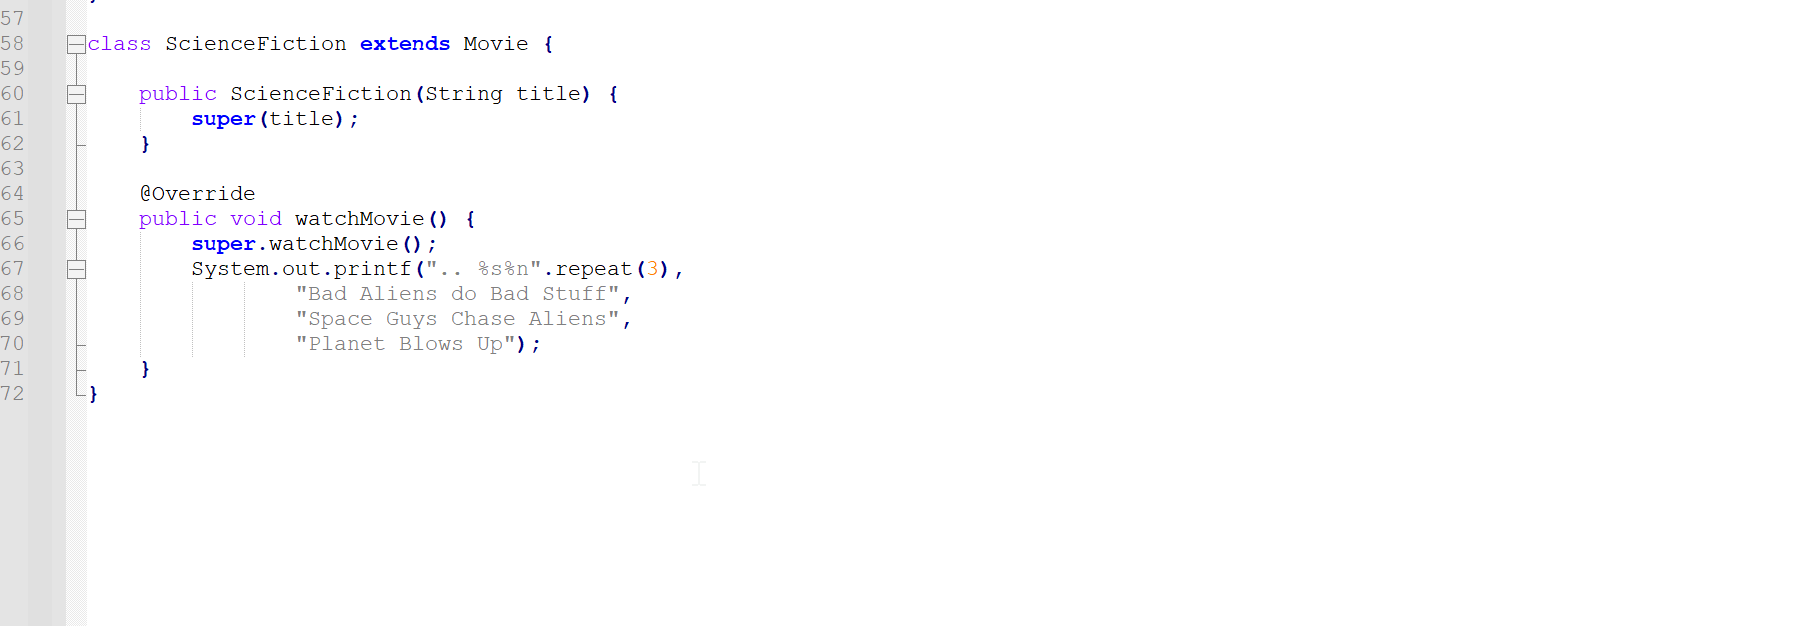 57
58 class ScienceFiction extends Movie {
59
60     public ScienceFiction(String title) {
61         super(title);
62     }
63
64     @Override
65     public void watchMovie() {
66         super.watchMovie();
67         System.out.printf(".. %s%n".repeat(3),
68                 "Bad Aliens do Bad Stuff",
69                 "Space Guys Chase Aliens",
70                 "Planet Blows Up");
71     }
72 }